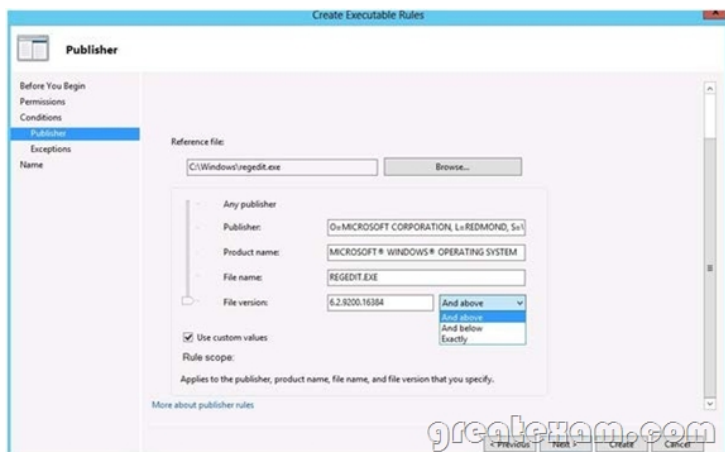 Create Executable Rules
Publisher
Before You Begin
Permissions
Conditions
Publisher
Exceptions
Name
Reference file:
C:\Windows\regedit.exe
Browse...
Any publisher
Publisher:
O=MICROSOFT CORPORATION, L=REDMOND, S=\
Product name:
MICROSOFT® WINDOWS® OPERATING SYSTEM
File name:
REGEDIT.EXE
File version:
6.2.9200.16384
And above
And above
And below
Exactly
Use custom values
Rule scope:
Applies to the publisher, product name, file name, and file version that you specify.
More about publisher rules
< Previous
Next >
Create
Cancel
greatexam.com